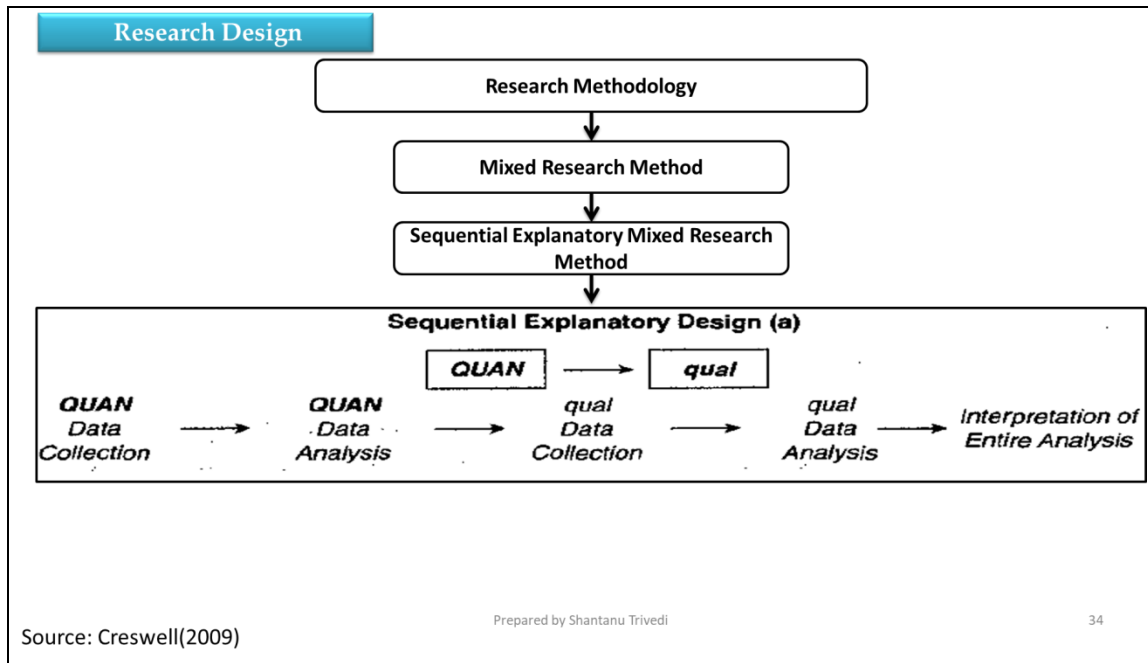 Research Design
Research Methodology
Mixed Research Method
Sequential Explanatory Mixed Research
Method
Sequential Explanatory Design (a)
QUAN
qual
QUAN
Data
Collection
QUAN
Data
Analysis
qual
Data
Collection
qual
Data
Analysis
Interpretation of
Entire Analysis
Source: Creswell(2009)
Prepared by Shantanu Trivedi
34